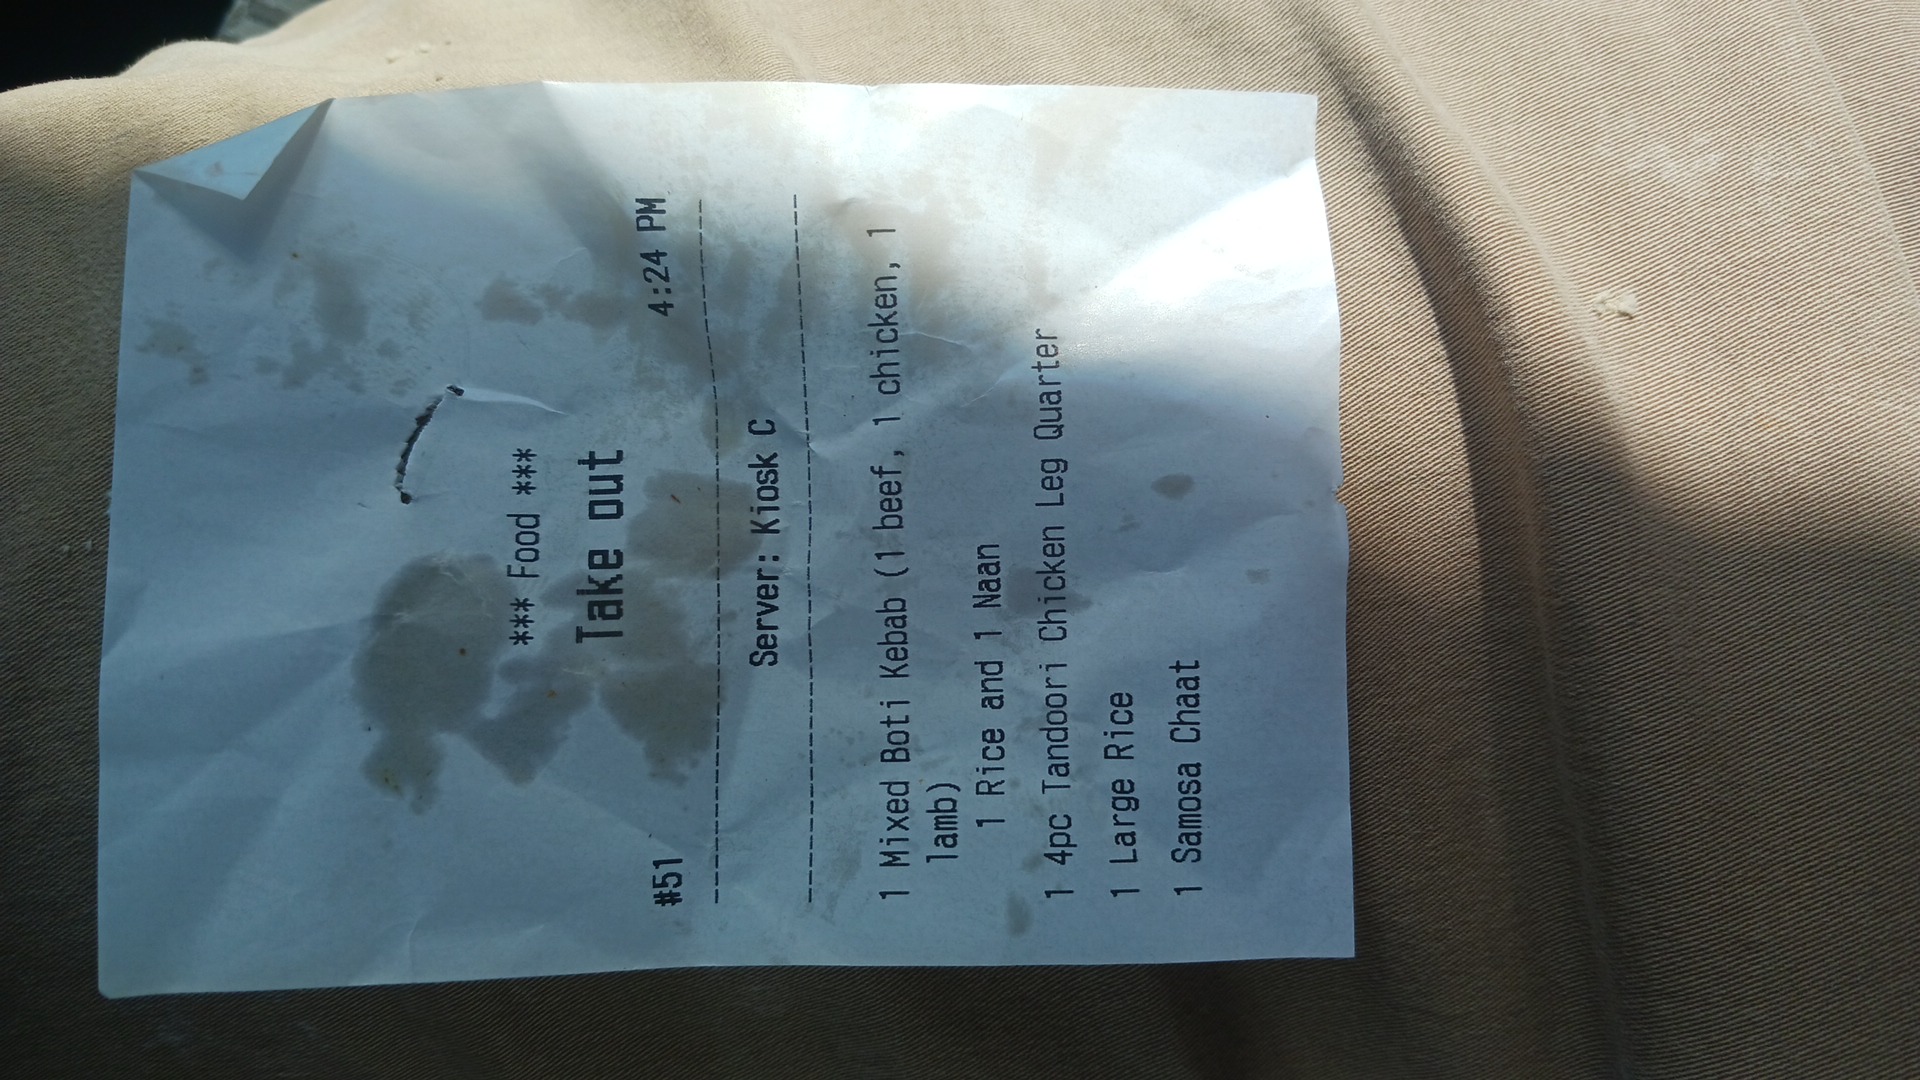 *** Food ***
Take out
#51 4:24 PM
Server: Kiosk C
1 Mixed Boti Kebab (1 beef, 1 chicken, 1
lamb)
1 Rice and 1 Naan
1 4pc Tandoori Chicken Leg Quarter
1 Large Rice
1 Samosa Chaat